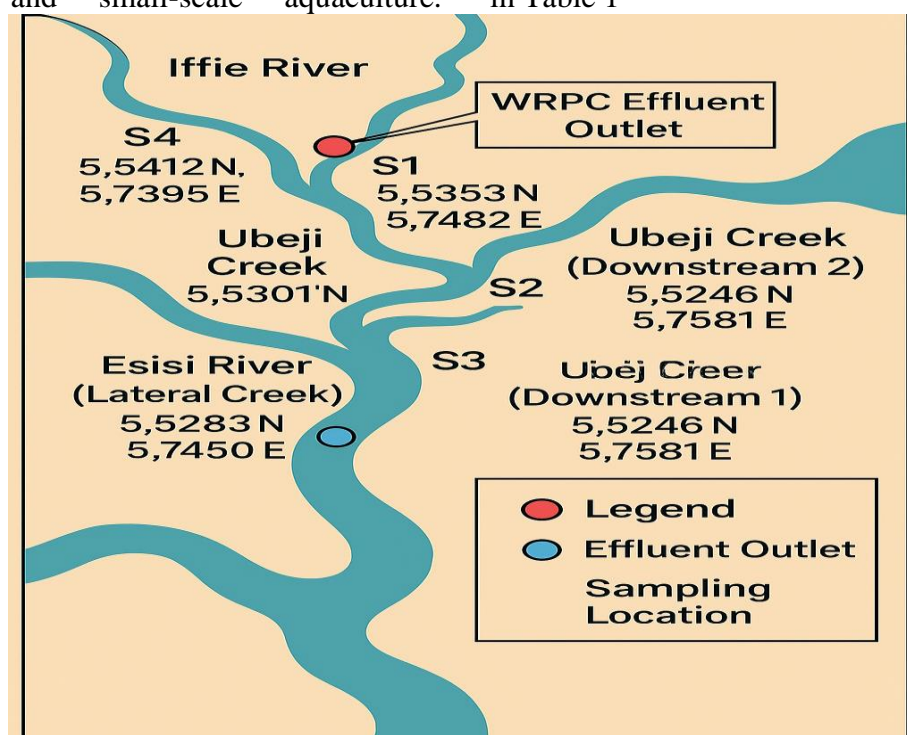 and small-scale aquaculture. in Table 1
Iffie River
WRPC Effluent
Outlet
S4
5,5412 N,
5,7395 E
S1
5,5353 N
5,7482 E
Ubeji
Creek
5,5301'N
S2
Ubeji Creek
(Downstream 2)
5,5246 N
5,7581 E
Esisi River
(Lateral Creek)
5,5283 N
5,7450 E
S3
Ubej Creer
(Downstream 1)
5,5246 N
5,7581 E
Legend
Effluent Outlet
Sampling
Location